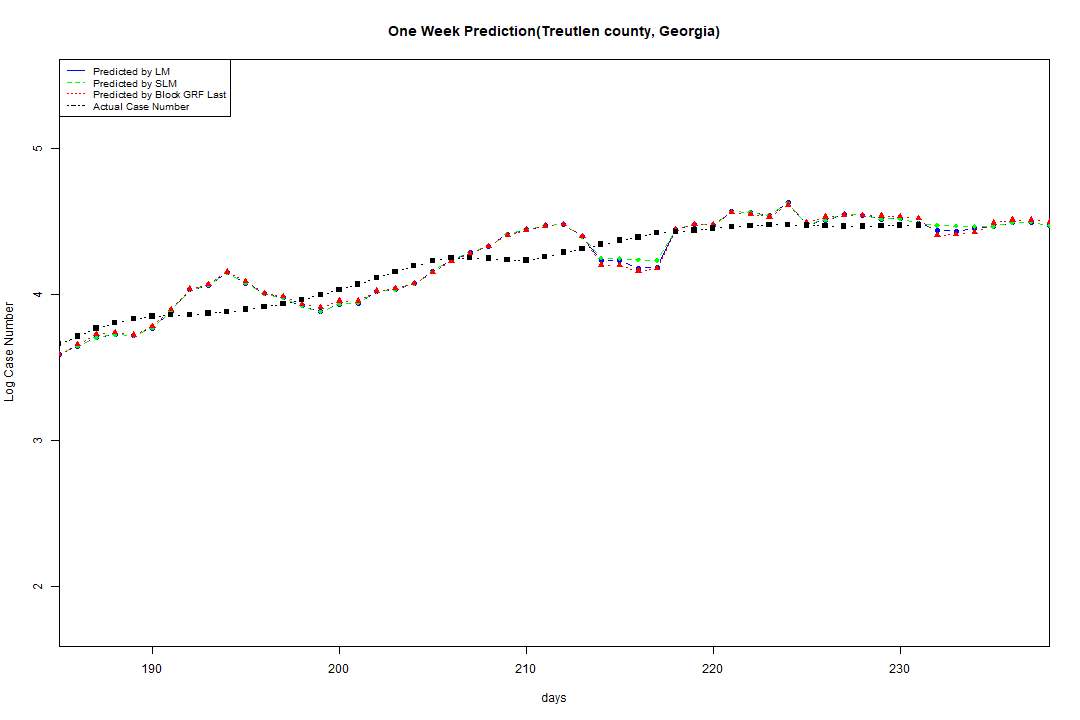 One Week Prediction(Treutlen county, Georgia)
Predicted by LM
Predicted by SLM
Predicted by Block GRF Last
Actual Case Number
5
4
3
2
Log Case Number
190 200 210 220 230
days